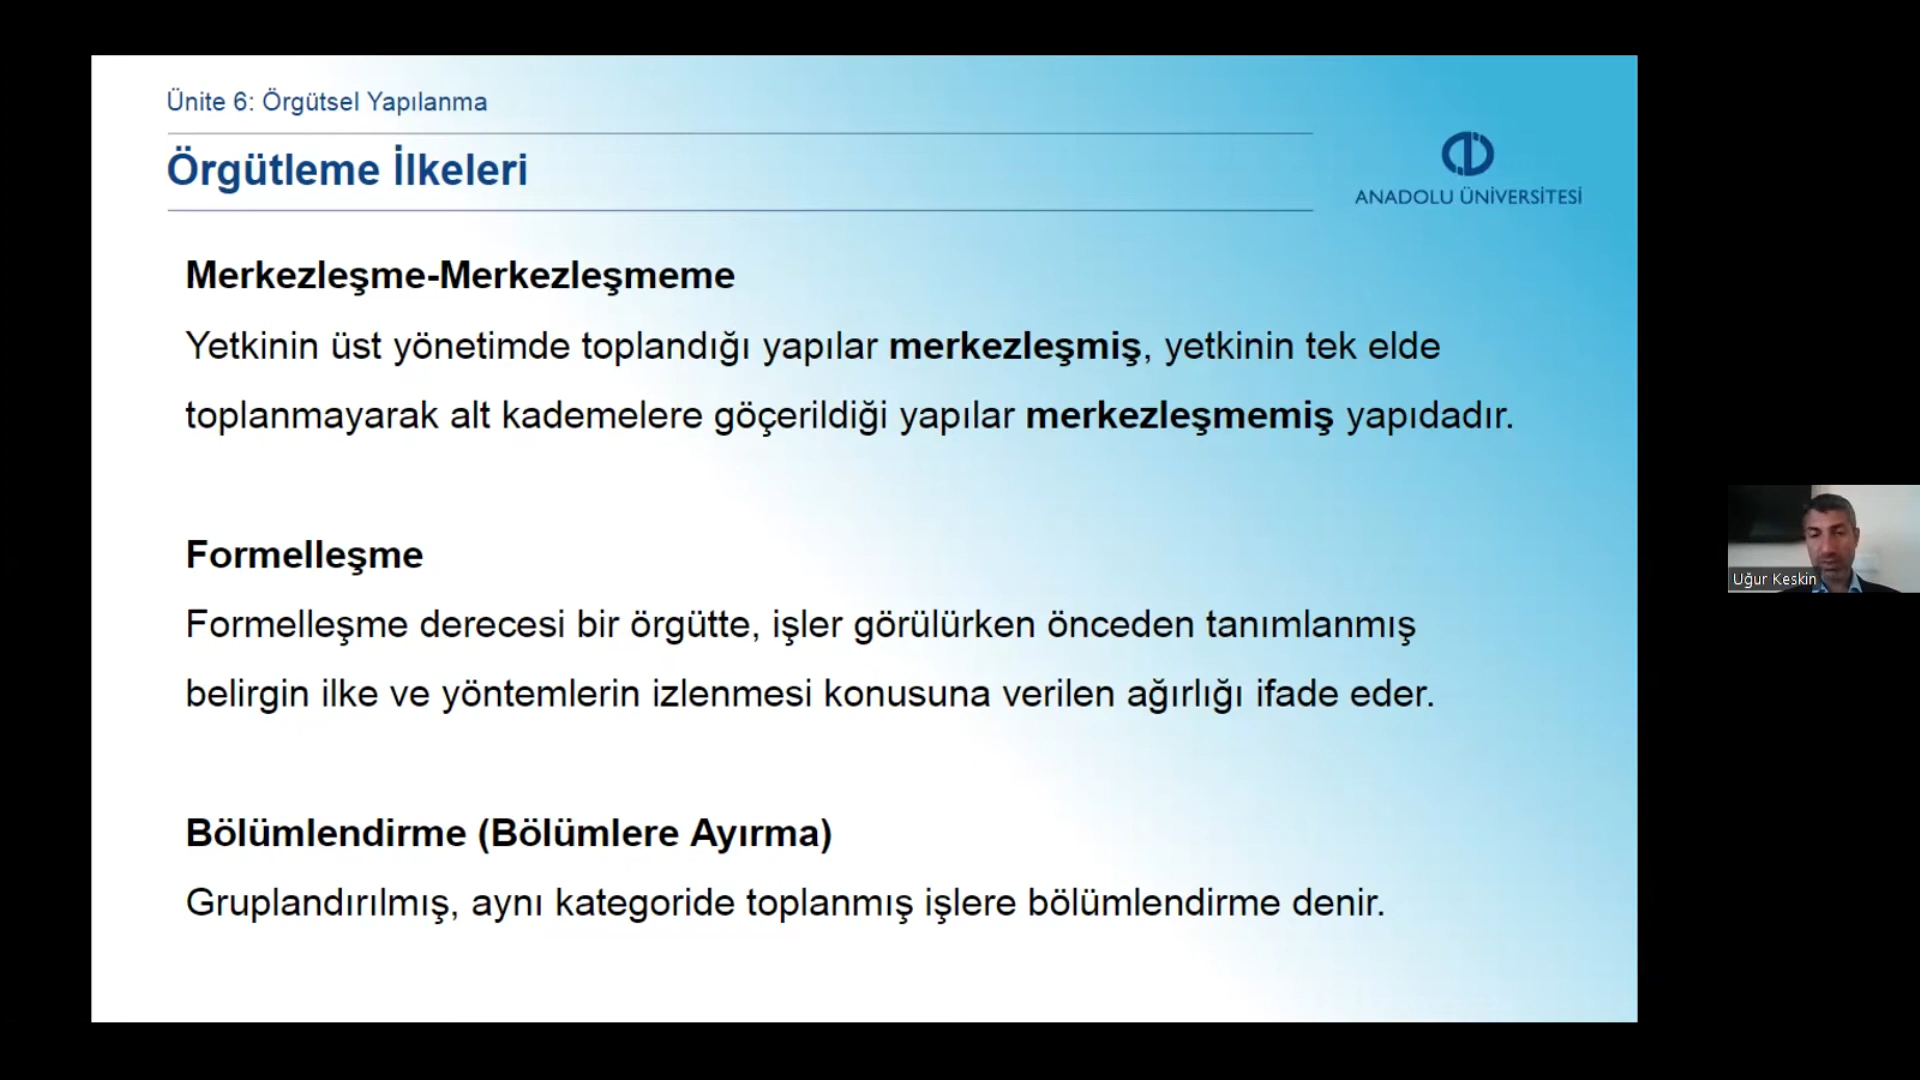 Ünite 6: Örgütsel Yapılanma
Örgütleme İlkeleri
ANADOLU ÜNİVERSİTESİ
Merkezleşme-Merkezleşmeme
Yetkinin üst yönetimde toplandığı yapılar merkezleşmiş, yetkinin tek elde
toplanmayarak alt kademelere göçerildiği yapılar merkezleşmemiş yapıdadır.
Formelleşme
Formelleşme derecesi bir örgütte, işler görülürken önceden tanımlanmış
belirgin ilke ve yöntemlerin izlenmesi konusuna verilen ağırlığı ifade eder.
Bölümlendirme (Bölümlere Ayırma)
Gruplandırılmış, aynı kategoride toplanmış işlere bölümlendirme denir.
Uğur Keskin